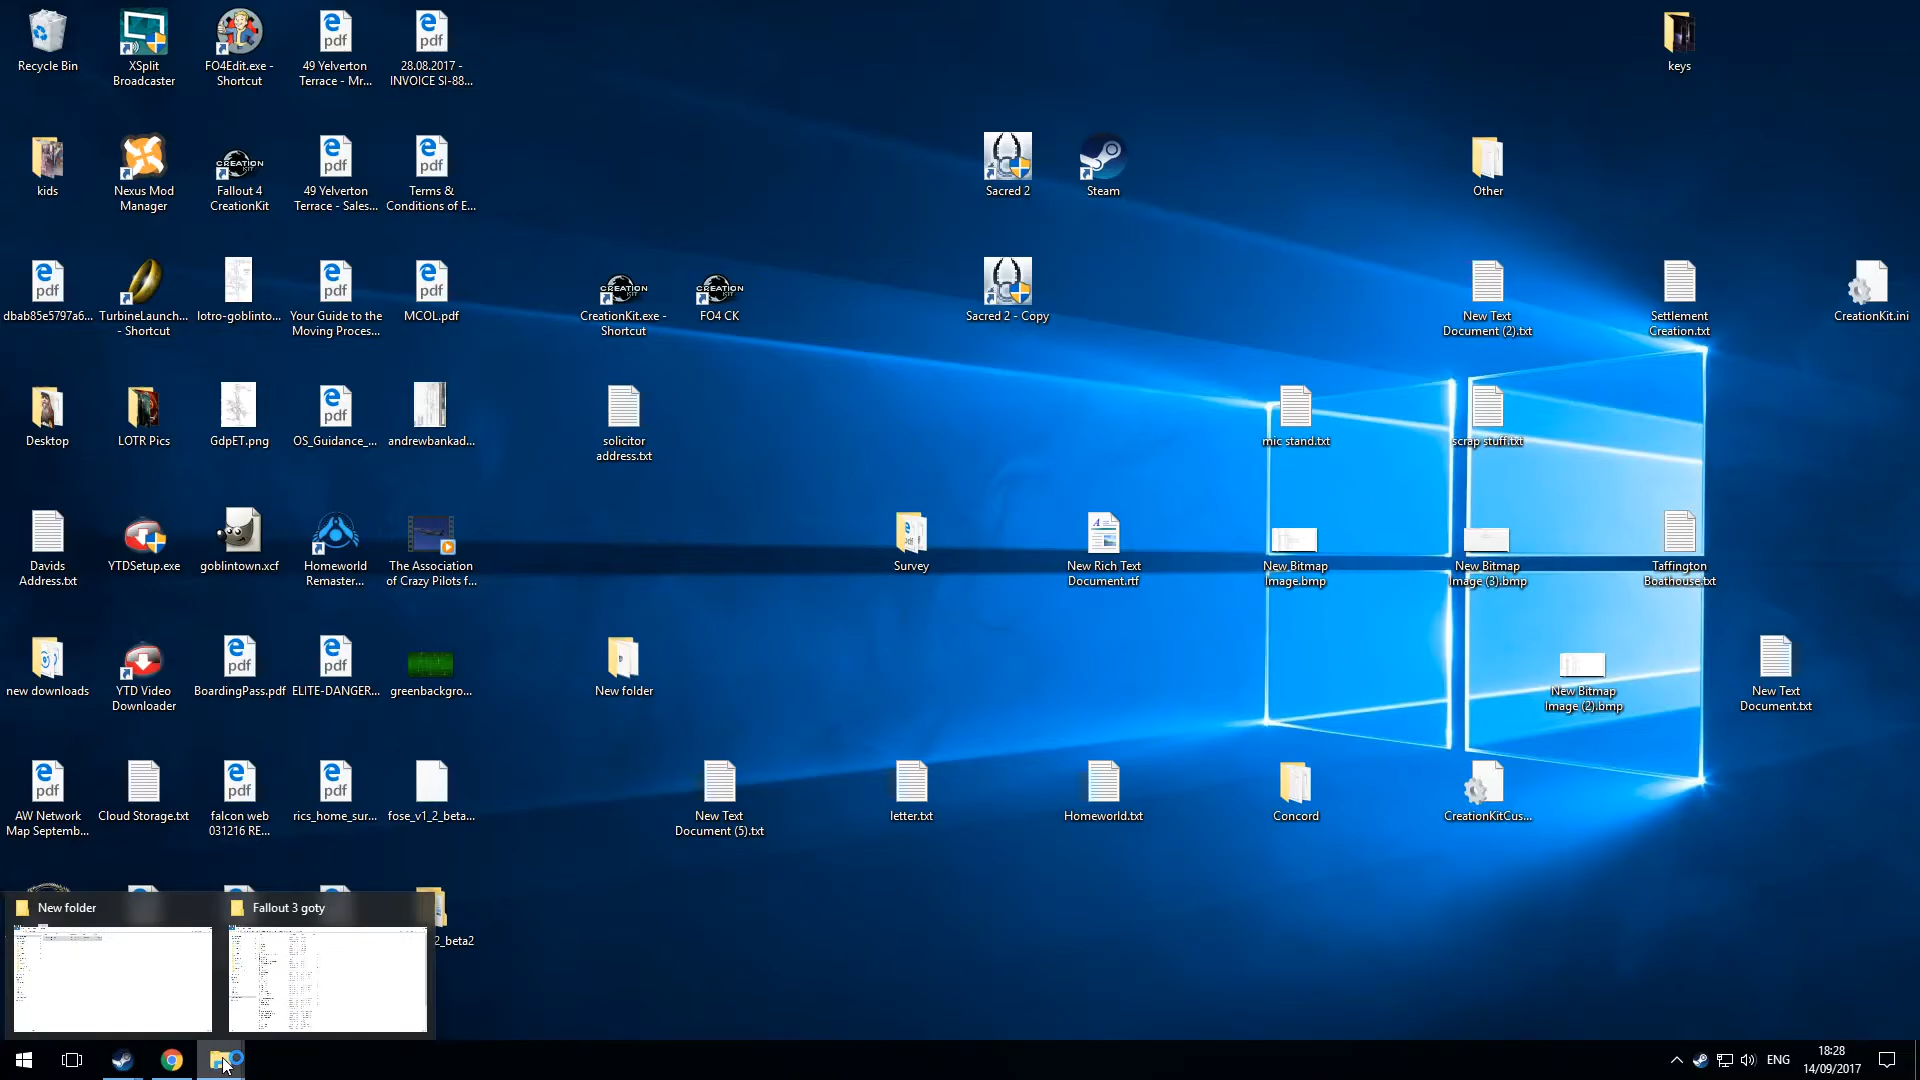 Recycle Bin
XSplit
Broadcaster
FO4Edit.exe -
Shortcut
49 Yelverton
Terrace - Mr...
28.08.2017 -
INVOICE SI-88...
keys
kids
Nexus Mod
Manager
Fallout 4
CreationKit
49 Yelverton
Terrace - Sales...
Terms &
Conditions of E...
Sacred 2
Steam
Other
dbab85e5797a6...
TurbineLaunch...
- Shortcut
lotro-goblinto...
Your Guide to the
Moving Proces...
MCOL.pdf
CreationKit.exe -
Shortcut
FO4 CK
Sacred 2 - Copy
New Text
Document (2).txt
Settlement
Creation.txt
CreationKit.ini
Desktop
LOTR Pics
GdpET.png
OS_Guidance_...
andrewbankad...
solicitor
address.txt
mic stand.txt
scrap stuff.txt
Davids
Address.txt
YTDSetup.exe
goblintown.xcf
Homeworld
Remaster...
The Association
of Crazy Pilots f...
Survey
New Rich Text
Document.rtf
New Bitmap
Image.bmp
New Bitmap
Image (3).bmp
Taffington
Boathouse.txt
new downloads
YTD Video
Downloader
BoardingPass.pdf
ELITE-DANGER...
greenbackgro...
New folder
New Bitmap
Image (2).bmp
New Text
Document.txt
AW Network
Map Septemb...
Cloud Storage.txt
falcon web
031216 RE...
rics_home_sur...
fose_v1_2_beta...
New Text
Document (5).txt
letter.txt
Homeworld.txt
Concord
CreationKitCus...
New folder
Fallout 3 goty
2_beta2
ENG
18:28
14/09/2017